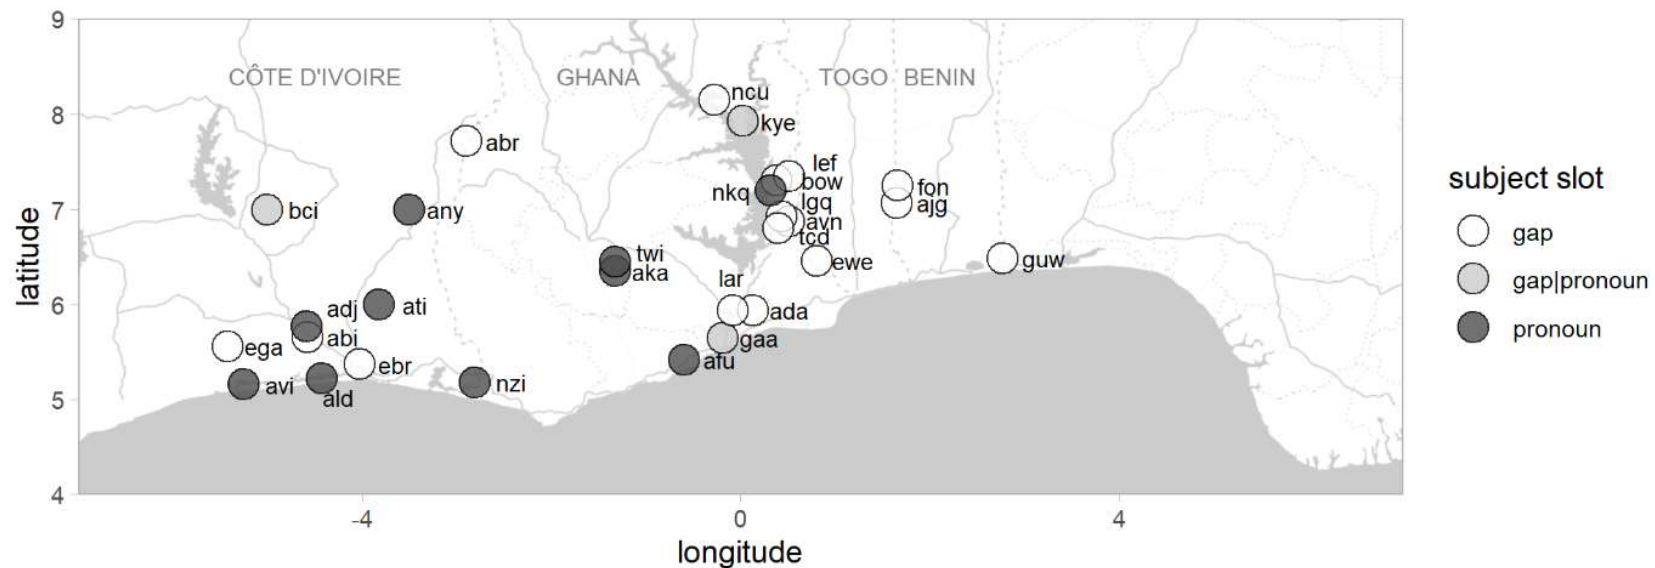 9
8
7
6
5
4
latitude
CÔTE D'IVOIRE
GHANA
TOGO
BENIN
ncu
kye
abr
lef
bow
nkq
lgq
fon
ajg
bci
any
avn
tcd
twi
aka
ewe
guw
lar
ada
adj
ati
abi
gaa
ega
ebr
afu
avi
ald
nzi
-4
0
4
longitude
subject slot
gap
gap|pronoun
pronoun